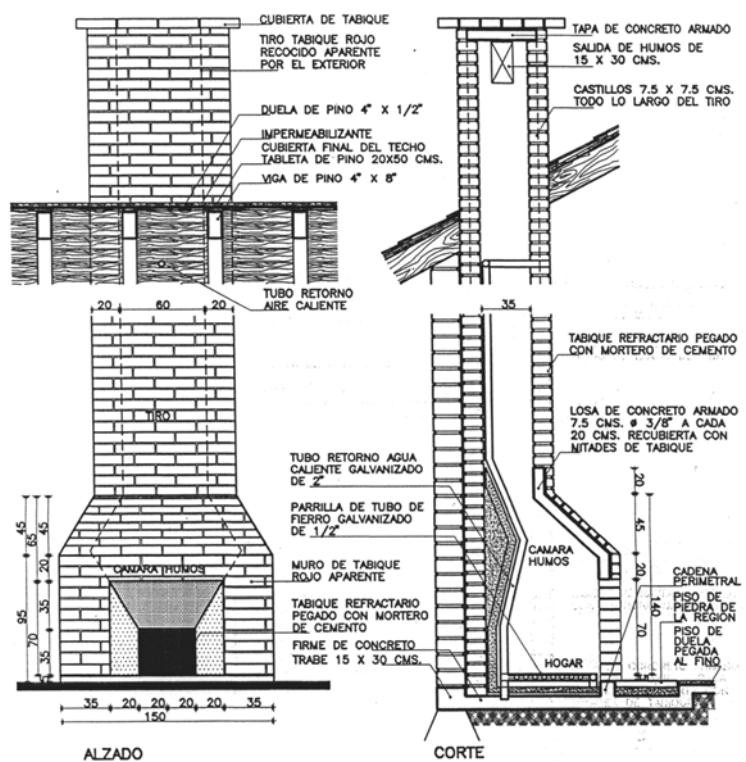 CUBIERTA DE TABIQUE
TIRO TABIQUE ROJO
RECOCIDO APARENTE
POR EL EXTERIOR
DUELA DE PINO 4" X 1/2"
IMPERMEABILIZANTE
CUBIERTA FINAL DEL TECHO
TABLETA DE PINO 20X50 CMS.
VIGA DE PINO 4" X 8"
TUBO RETORNO
AIRE CALIENTE
TAPA DE CONCRETO ARMADO
SALIDA DE HUMOS DE
15 X 30 CMS.
CASTILLOS 7.5 X 7.5 CMS.
TODO LO LARGO DEL TIRO
20 60 20
TIRO
CAMARA HUMOS
45
65
45
20
20
95
70
35
35
35 20 20 20 35
150
MURO DE TABIQUE
ROJO APARENTE
TABIQUE REFRACTARIO
PEGADO CON MORTERO
DE CEMENTO
FIRME DE CONCRETO
TRABE 15 X 30 CMS.
TUBO RETORNO AGUA
CALIENTE GALVANIZADO
DE 2"
PARRILLA DE TUBO DE
FIERRO GALVANIZADO
DE 1/2"
ALZADO
35
TABIQUE REFRACTARIO PEGADO
CON MORTERO DE CEMENTO
LOSA DE CONCRETO ARMADO
7.5 CMS. ø 3/8" A CADA
20 CMS. RECUBIERTA CON
MITADES DE TABIQUE
CAMARA
HUMOS
HOGAR
20
45
20
70
140
CADENA
PERIMETRAL
PISO DE
PIEDRA DE
LA REGION
PISO DE
DUELA
PEGADA
AL FINO
CORTE